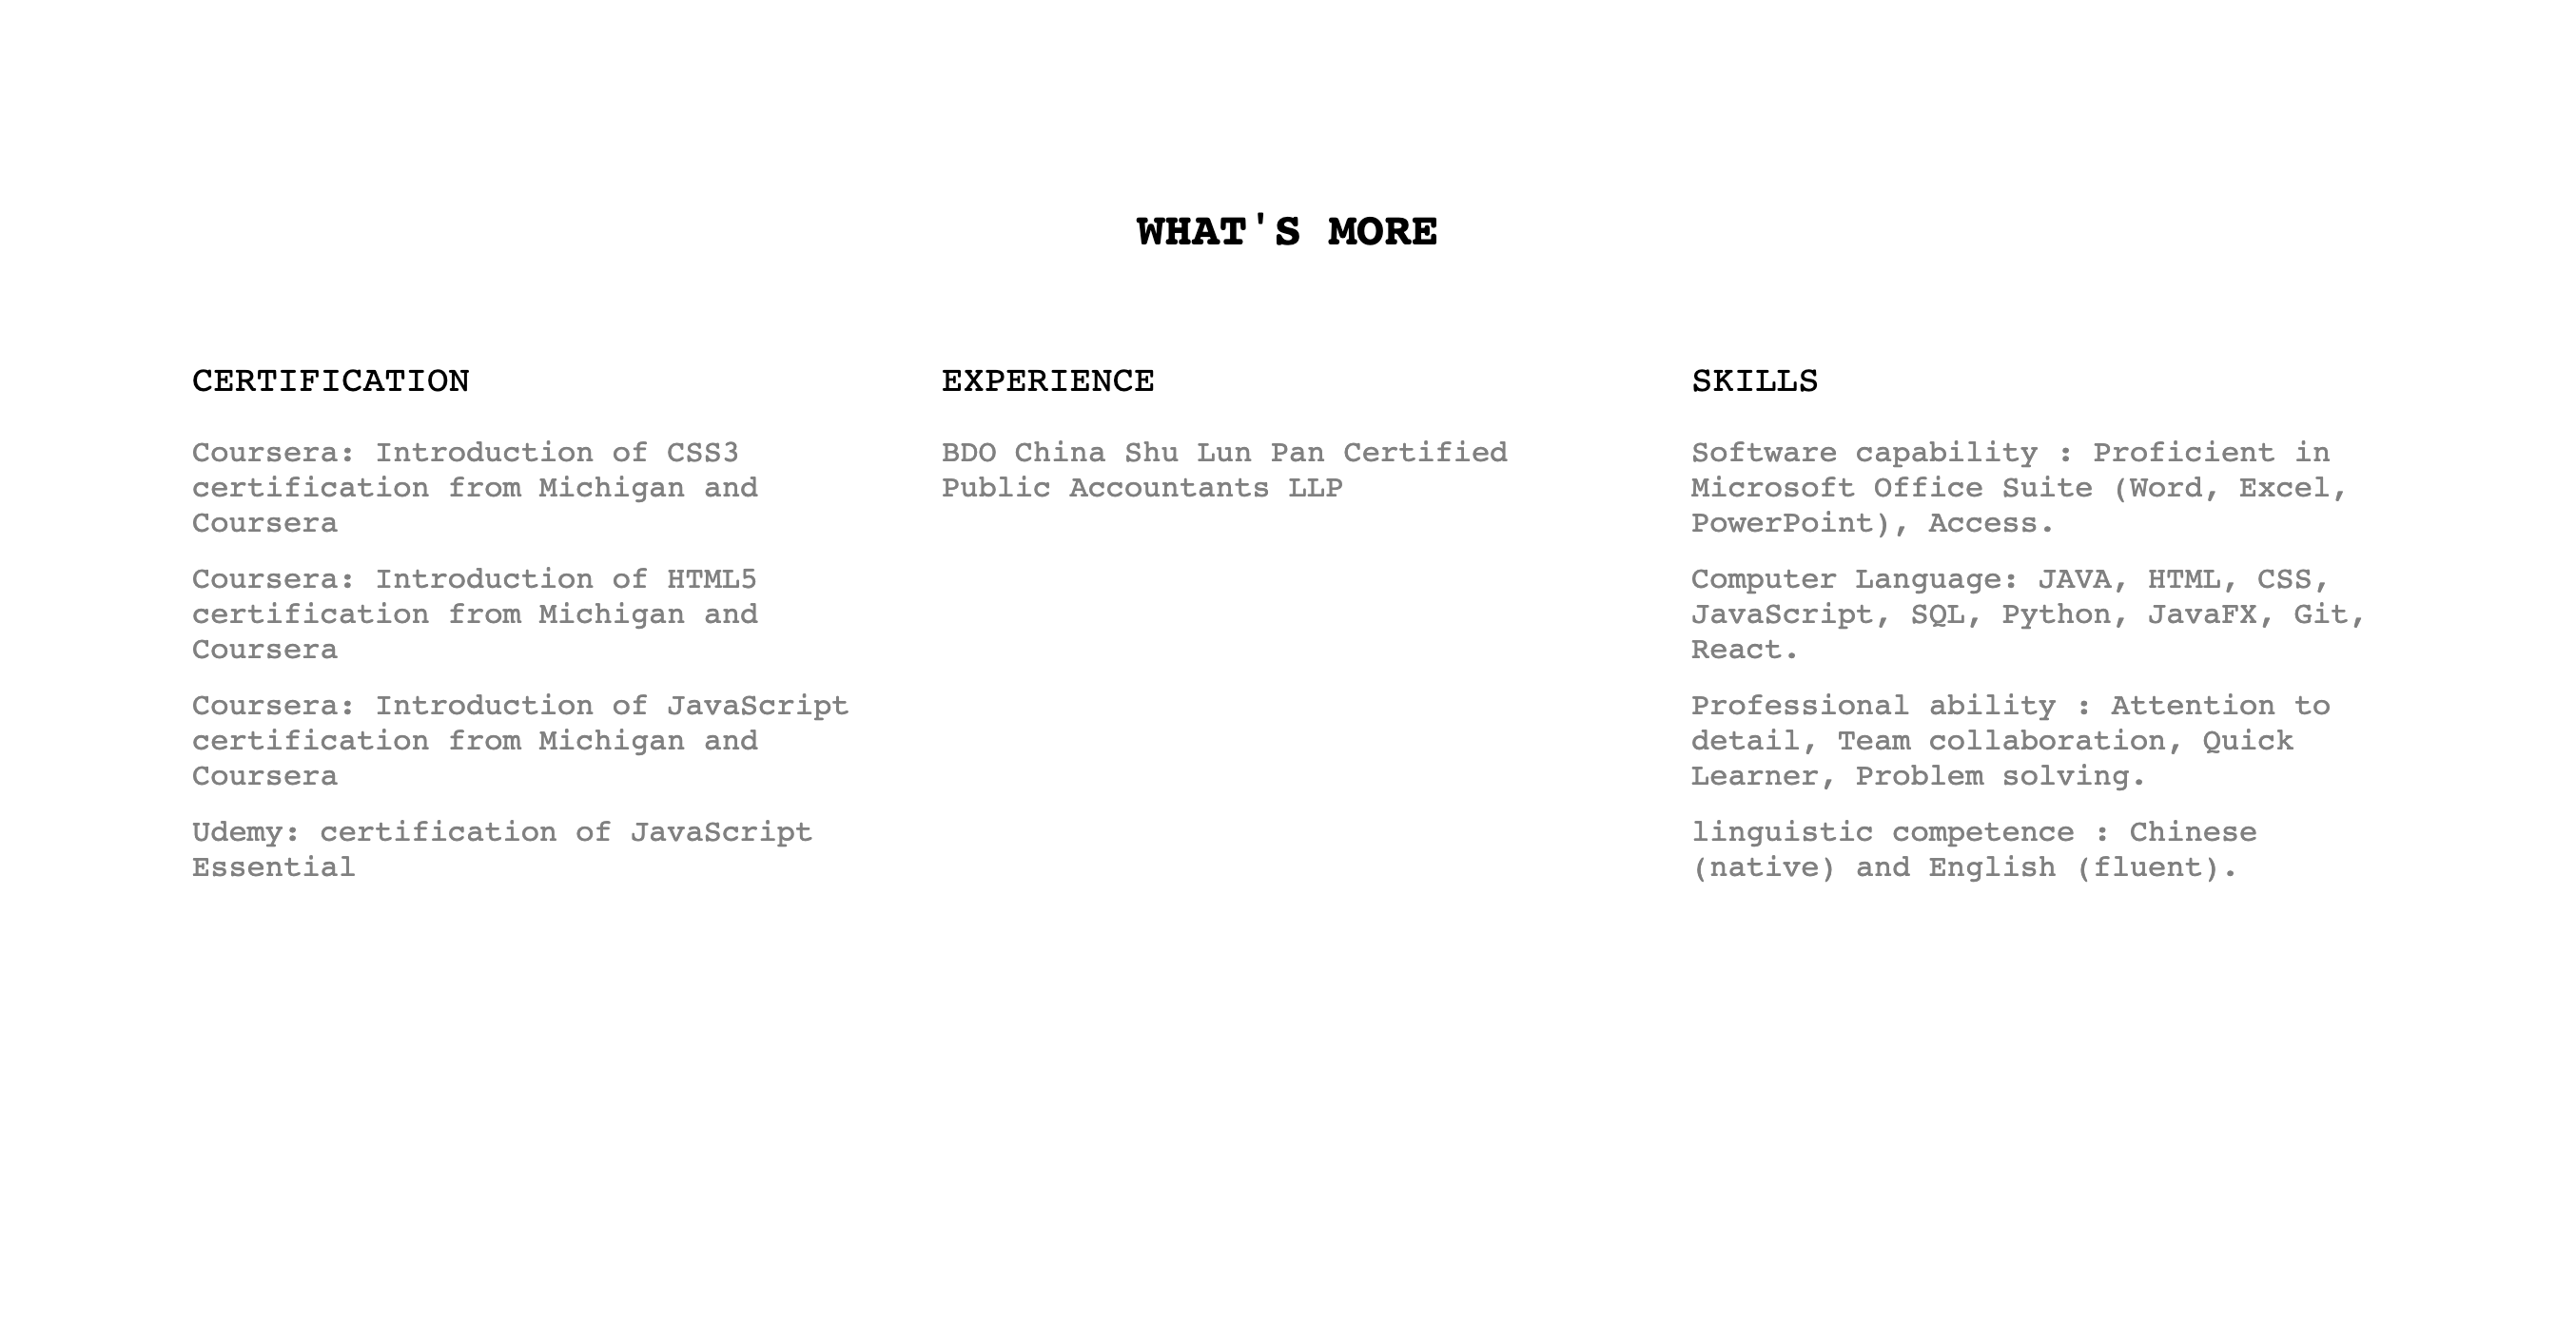 WHAT'S MORE
CERTIFICATION
Coursera: Introduction of CSS3
certification from Michigan and
Coursera
Coursera: Introduction of HTML5
certification from Michigan and
Coursera
Coursera: Introduction of JavaScript
certification from Michigan and
Coursera
Udemy: certification of JavaScript
Essential
EXPERIENCE
BDO China Shu Lun Pan Certified
Public Accountants LLP
SKILLS
Software capability : Proficient in
Microsoft Office Suite (Word, Excel,
PowerPoint), Access.
Computer Language: JAVA, HTML, CSS,
JavaScript, SQL, Python, JavaFX, Git,
React.
Professional ability : Attention to
detail, Team collaboration, Quick
Learner, Problem solving.
linguistic competence : Chinese
(native) and English (fluent).